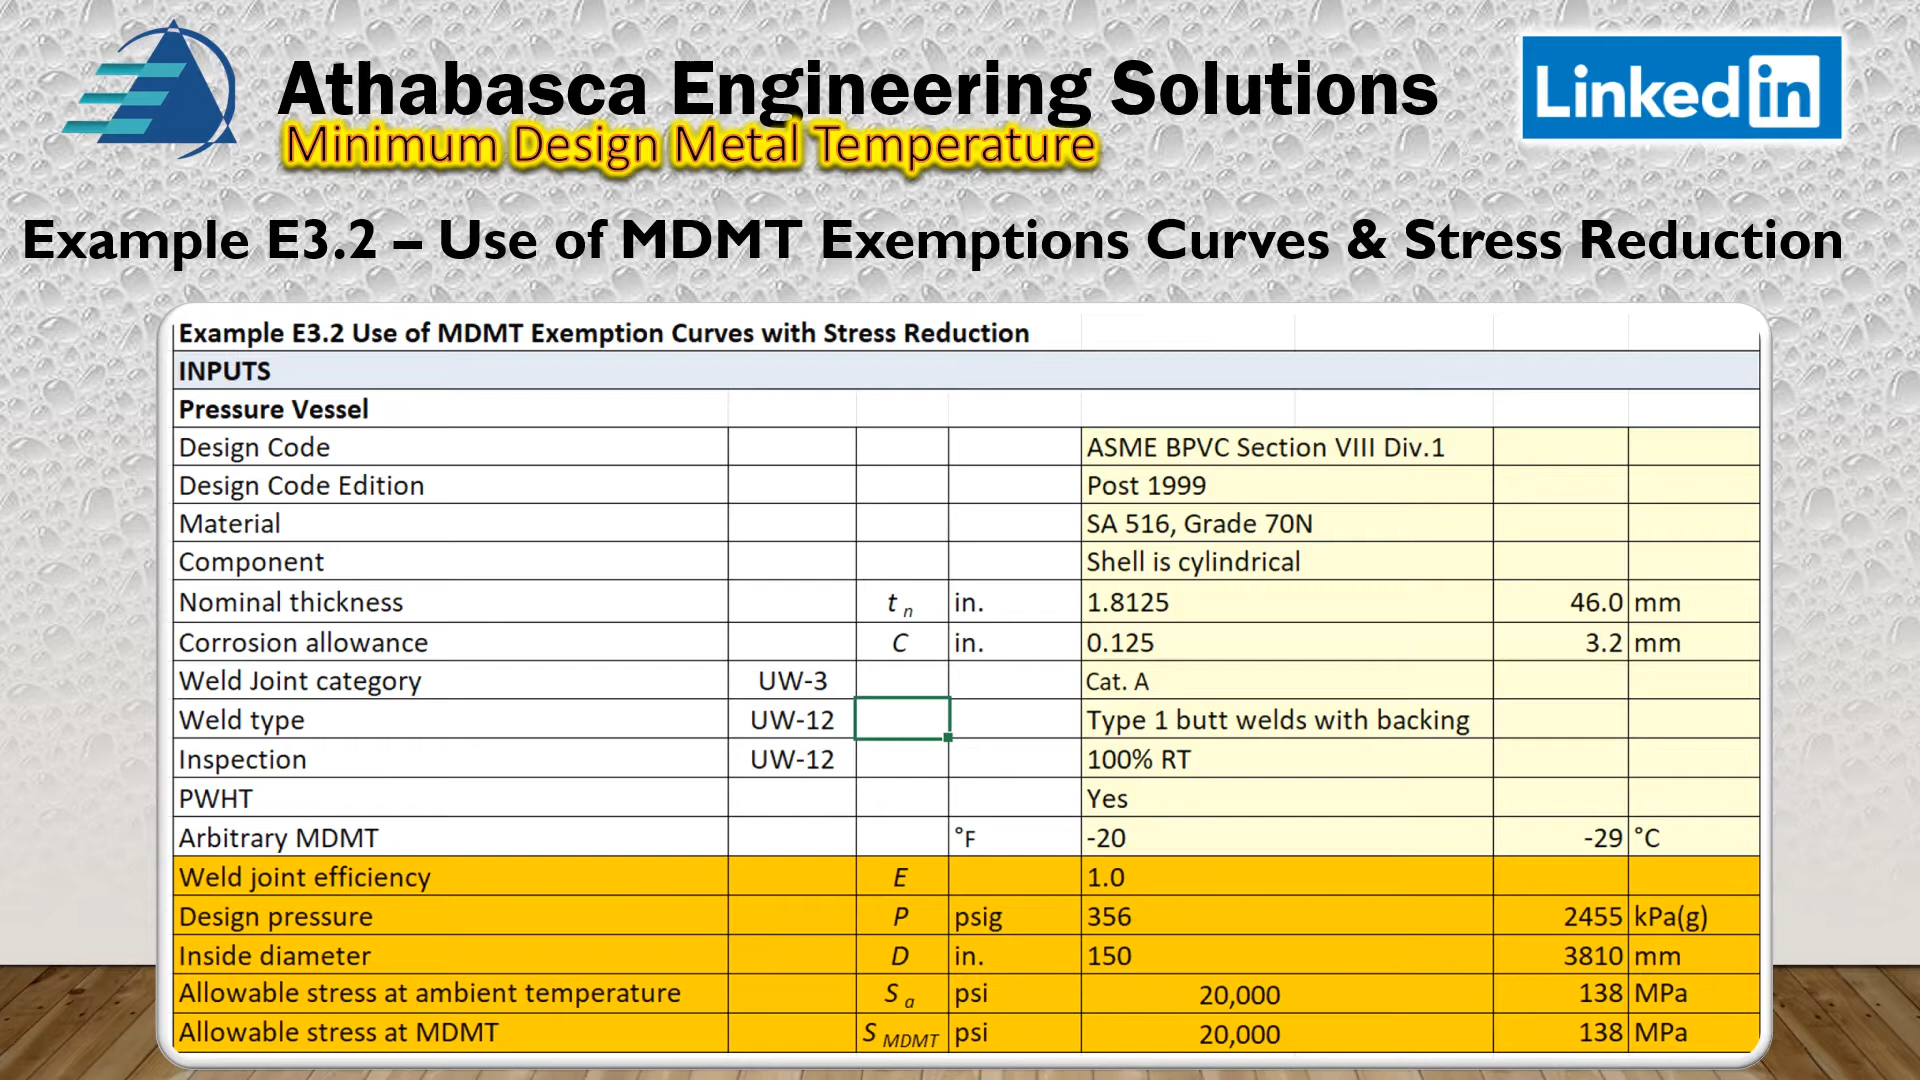 Athabasca Engineering Solutions
Minimum Design Metal Temperature
Linked in
Example E3.2 – Use of MDMT Exemptions Curves & Stress Reduction
Example E3.2 Use of MDMT Exemption Curves with Stress Reduction
INPUTS
Pressure Vessel
Design Code ASME BPVC Section VIII Div.1
Design Code Edition Post 1999
Material SA 516, Grade 70N
Component Shell is cylindrical
Nominal thickness t n in. 1.8125 46.0 mm
Corrosion allowance C in. 0.125 3.2 mm
Weld Joint category UW-3 Cat. A
Weld type UW-12 Type 1 butt welds with backing
Inspection UW-12 100% RT
PWHT Yes
Arbitrary MDMT °F -20 -29 °C
Weld joint efficiency E 1.0
Design pressure P psig 356 2455 kPa(g)
Inside diameter D in. 150 3810 mm
Allowable stress at ambient temperature S a psi 20,000 138 MPa
Allowable stress at MDMT S MDMT psi 20,000 138 MPa